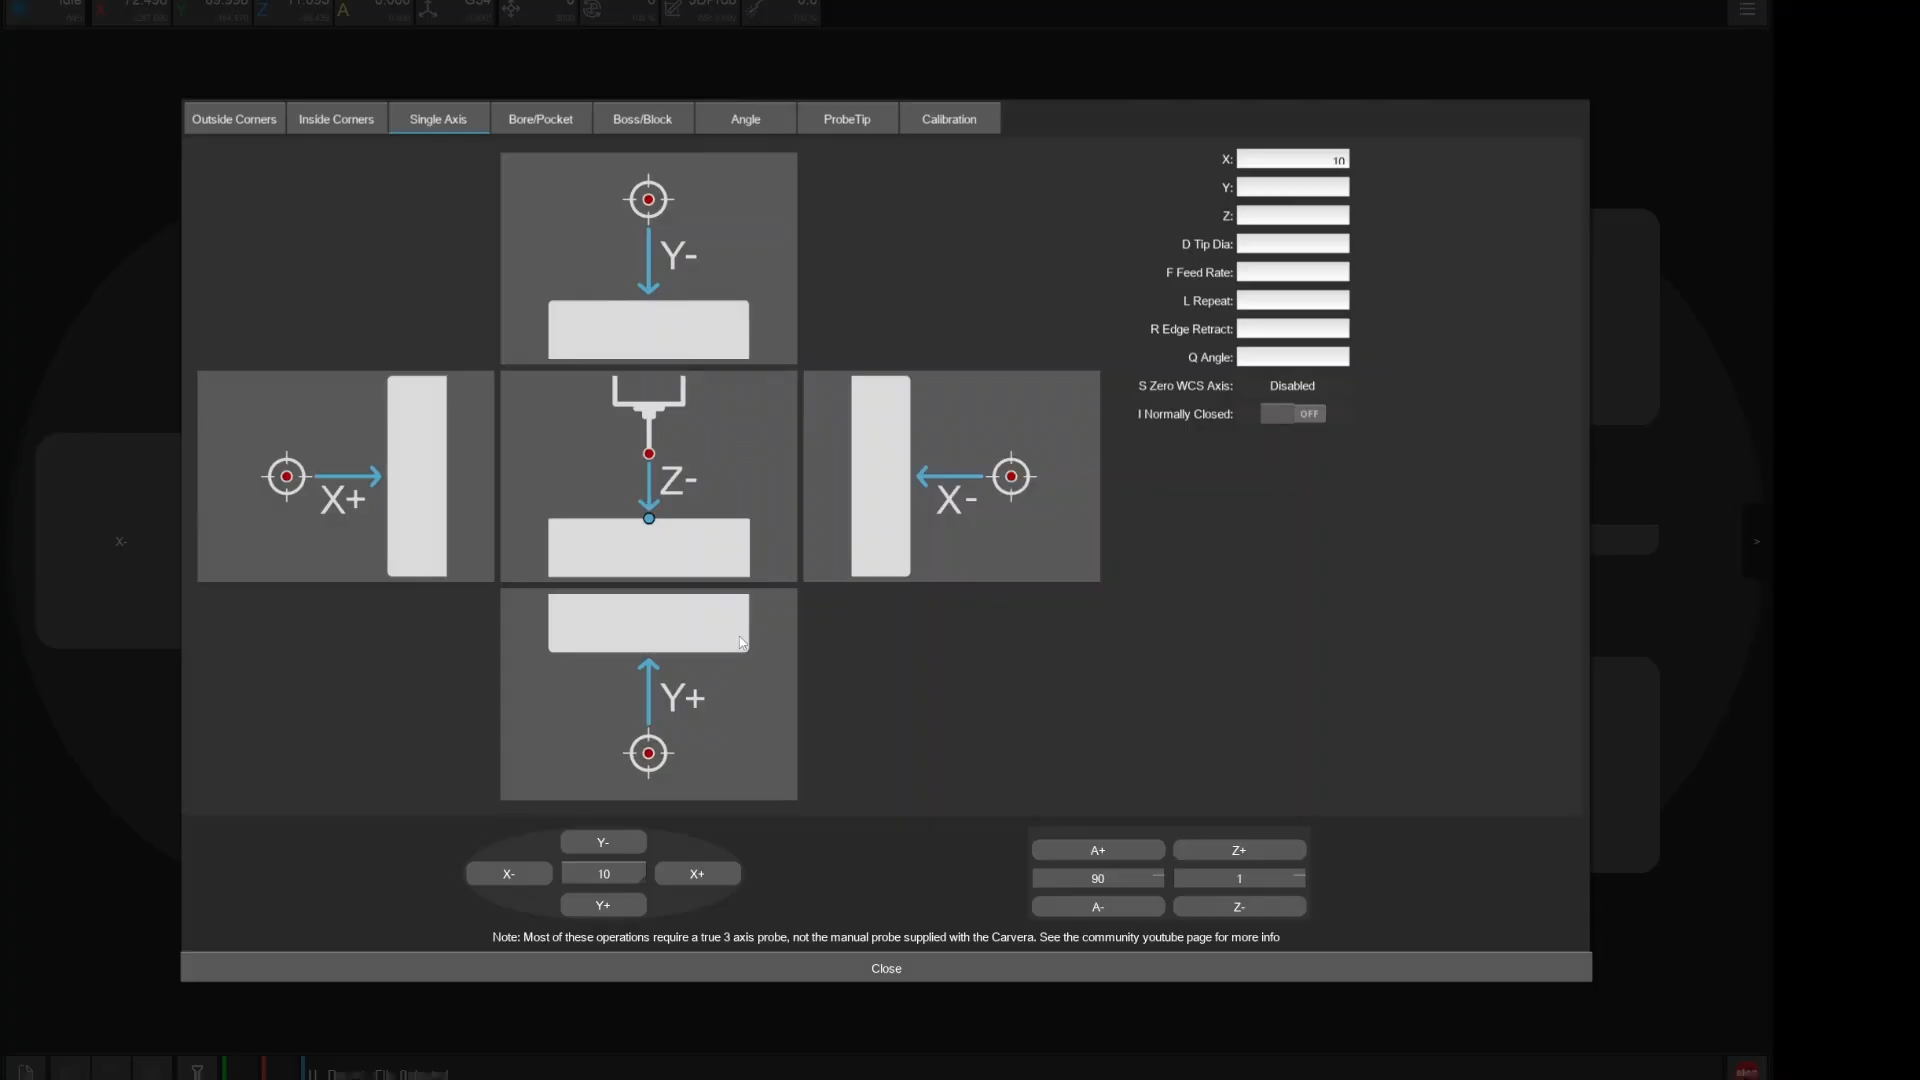 Outside Corners
Inside Corners
Single Axis
Bore/Pocket
Boss/Block
Angle
ProbeTip
Calibration
X: 10
Y:
Z:
D Tip Dia:
F Feed Rate:
L Repeat:
R Edge Retract:
Q Angle:
S Zero WCS Axis: Disabled
I Normally Closed: OFF
Y-
X+
Z-
X-
Y+
X-
>
Y-
X- 10 X+
Y+
A+ Z+
90 1
A- Z-
Note: Most of these operations require a true 3 axis probe, not the manual probe supplied with the Carvera. See the community youtube page for more info
Close